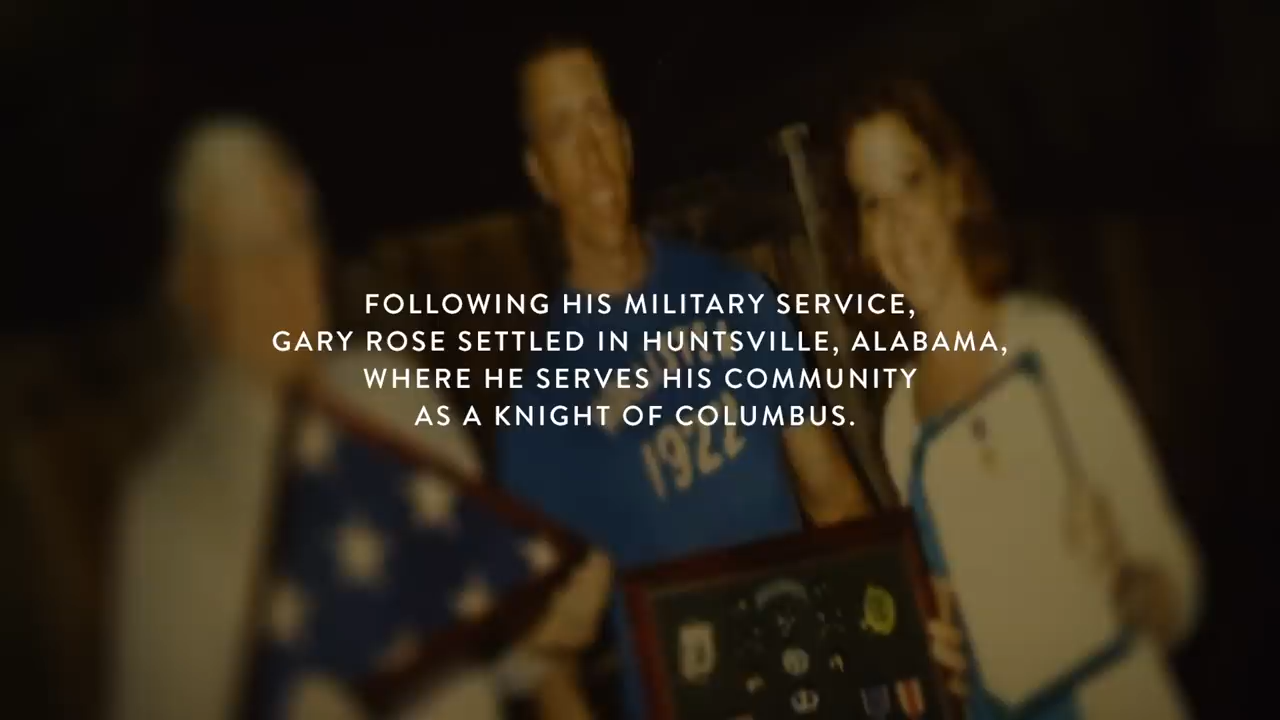 FOLLOWING HIS MILITARY SERVICE,
GARY ROSE SETTLED IN HUNTSVILLE, ALABAMA,
WHERE HE SERVES HIS COMMUNITY
AS A KNIGHT OF COLUMBUS.
1922